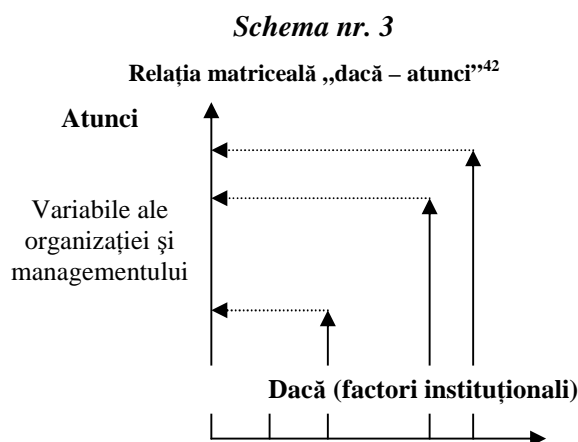 Schema nr. 3
Relația matriceală „dacă – atunci”42
Atunci
Variabile ale
organizației și
managementului
Dacă (factori instituționali)